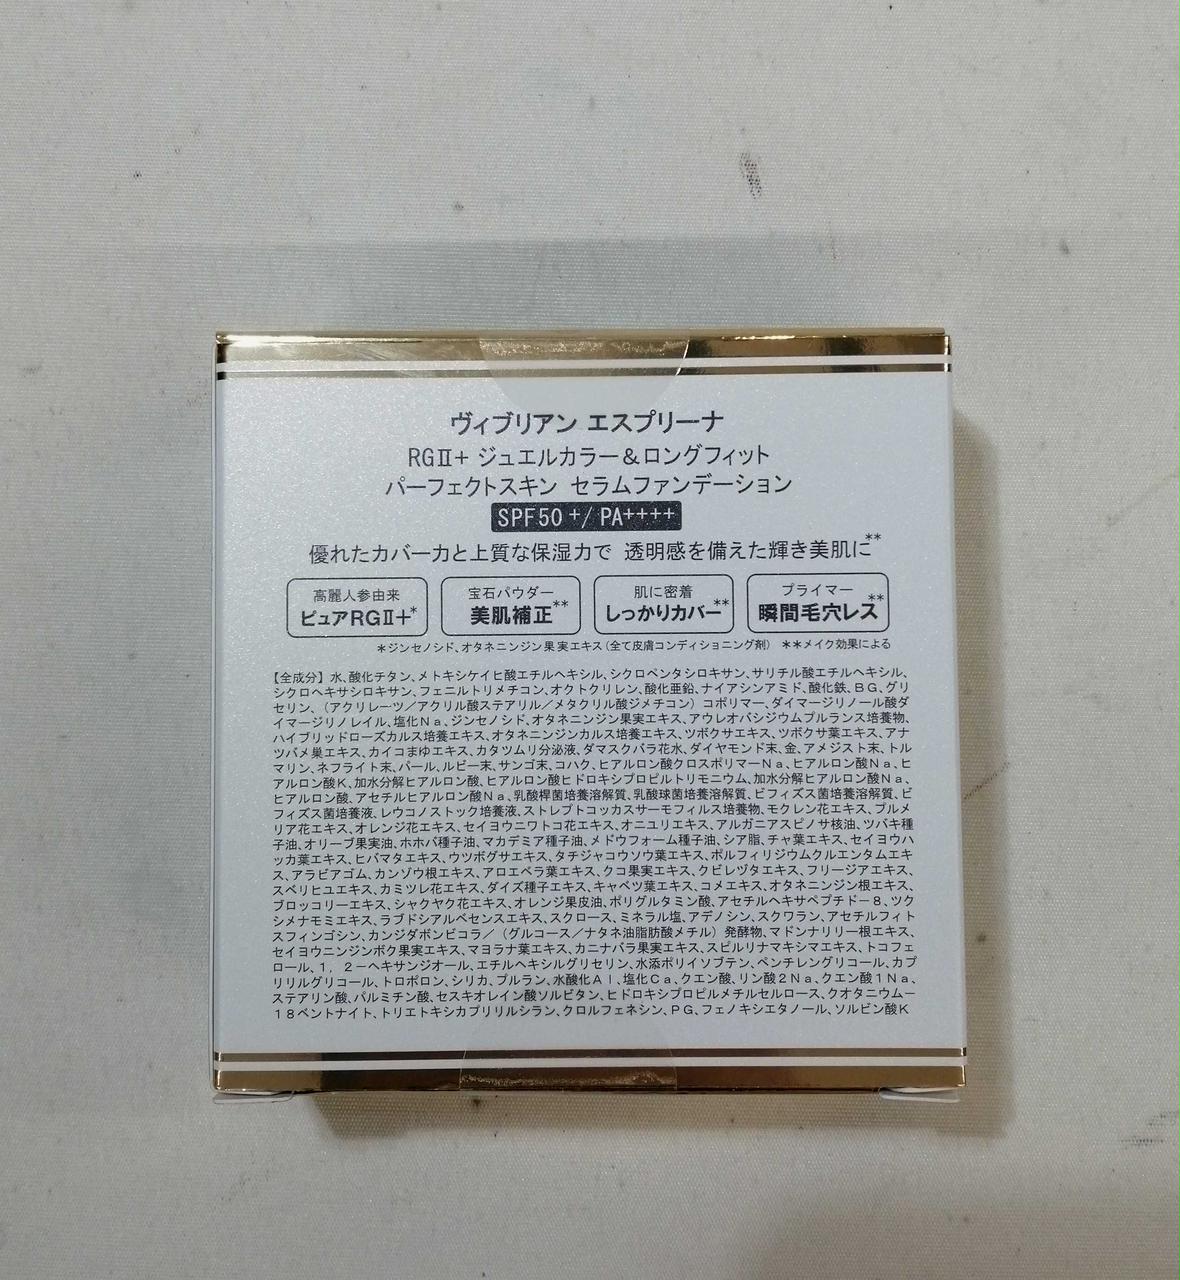 ヴィブリアン エスプリーナ
RGⅡ+ ジュエルカラー&ロングフィット
パーフェクトスキン セラムファンデーション
SPF50+/PA++++
優れたカバー力と上質な保湿力で 透明感を備えた輝き美肌に**
高麗人参由来
ピュアRGⅡ+*
宝石パウダー
美肌補正**
肌に密着
しっかりカバー**
プライマー
瞬間毛穴レス**
*ジンセノシド、オタネニンジン果実エキス(全て皮膚コンディショニング剤) **メイク効果による
【全成分】水、酸化チタン、メトキシケイヒ酸エチルヘキシル、シクロペンタシロキサン、サリチル酸エチルヘキシル、
シクロヘキサシロキサン、フェニルトリメチコン、オクトクリレン、酸化亜鉛、ナイアシンアミド、酸化鉄、BG、グリ
セリン、(アクリレーツ/アクリル酸ステアリル/メタクリル酸ジメチコン)コポリマー、ダイマージリノール酸ダ
イマージリノレイル、塩化Na、ジンセノシド、オタネニンジン果実エキス、アウレオバシジウムプルランス培養物、
ハイブリッドローズカルス培養エキス、オタネニンジンカルス培養エキス、ツボクサエキス、ツボクサ葉エキス、アナ
ツバメ巣エキス、カイコまゆエキス、カタツムリ分泌液、ダマスクバラ花水、ダイヤモンド末、金、アメジスト末、トル
マリン、ネフライト末、パール、ルビー末、サンゴ末、コハク、ヒアルロン酸クロスポリマーNa、ヒアルロン酸Na、ヒ
アルロン酸K、加水分解ヒアルロン酸、ヒアルロン酸ヒドロキシプロピルトリモニウム、加水分解ヒアルロン酸Na、
ヒアルロン酸、アセチルヒアルロン酸Na、乳酸桿菌培養溶解質、乳酸球菌培養溶解質、ビフィズス菌培養溶解質、ビ
フィズス菌培養液、レウコノストック培養液、ストレプトコッカスサーモフィルス培養物、モクレン花エキス、プルメ
リア花エキス、オレンジ花エキス、セイヨウニワトコ花エキス、オニユリエキス、アルガニアスピノサ核油、ツバキ種
子油、オリーブ果実油、ホホバ種子油、マカデミア種子油、メドウフォーム種子油、シア脂、チャ葉エキス、セイヨウハ
ッカ葉エキス、ヒバマタエキス、ウツボグサエキス、タチジャコウソウ葉エキス、ポルフィリジウムクルエンタムエキ
ス、アラビアゴム、カンゾウ根エキス、アロエベラ葉エキス、クコ果実エキス、クビレヅタエキス、フリージアエキス、
スベリヒユエキス、カミツレ花エキス、ダイズ種子エキス、キャベツ葉エキス、コメエキス、オタネニンジン根エキス、
ブロッコリーエキス、シャクヤク花エキス、オレンジ果皮油、ポリグルタミン酸、アセチルヘキサペプチド-8、ツク
シメナモミエキス、ラブドシアルベセンスエキス、スクロース、ミネラル塩、アデノシン、スクワラン、アセチルフィト
スフィンゴシン、カンジダボンビコラ/(グルコース/ナタネ油脂肪酸メチル)発酵物、マドンナリリー根エキス、
セイヨウニンジンボク果実エキス、マヨラナ葉エキス、カニナバラ果実エキス、スピルリナマキシマエキス、トコフェ
ロール、1,2-ヘキサンジオール、エチルヘキシルグリセリン、水添ポリイソブテン、ペンチレングリコール、カプ
リリルグリコール、トロポロン、シリカ、プルラン、水酸化Al、塩化Ca、クエン酸、リン酸2Na、クエン酸1Na、
ステアリン酸、パルミチン酸、セスキオレイン酸ソルビタン、ヒドロキシプロピルメチルセルロース、クオタニウム-
18ベントナイト、トリエトキシカプリリルシラン、クロルフェネシン、PG、フェノキシエタノール、ソルビン酸K